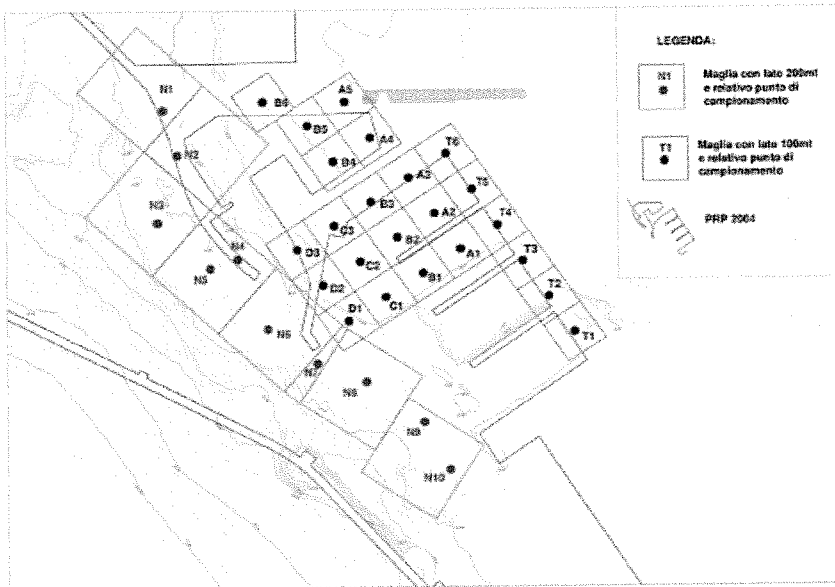 LEGENDA:
N1
Maglia con lato 200mt
e relativo punto di
campionamento
T1
Maglia con lato 100mt
e relativo punto di
campionamento
PRP 2004
N1
N2
N3
N4
N5
N6
N7
N8
N9
N10
B6
A5
B5
A4
B4
T6
A3
T5
B3
A2
T4
C3
B2
A1
T3
D3
C2
B1
T2
D2
C1
D1
T1